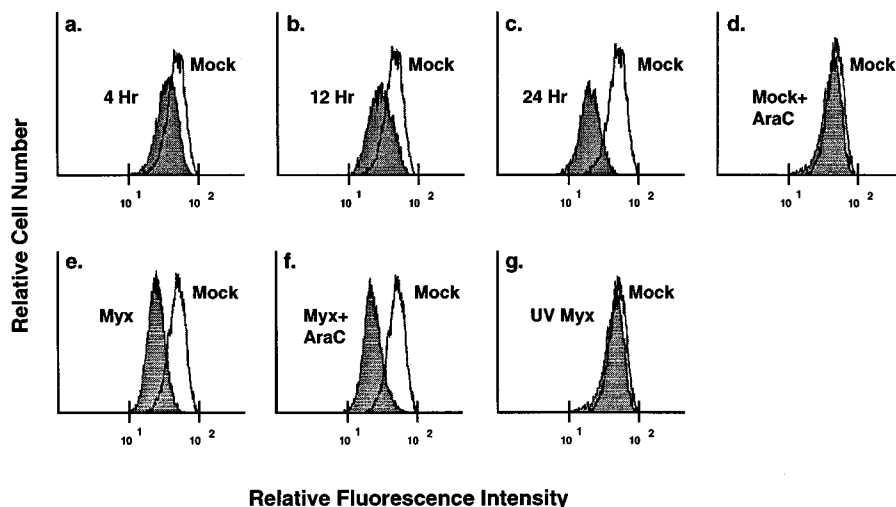 a.
Mock
4 Hr
10 1
10 2
b.
Mock
12 Hr
10 1
10 2
c.
Mock
24 Hr
10 1
10 2
d.
Mock
Mock+
AraC
10 1
10 2
Relative Cell Number
e.
Mock
Myx
10 1
10 2
f.
Mock
Myx+
AraC
10 1
10 2
g.
Mock
UV Myx
10 1
10 2
Relative Fluorescence Intensity